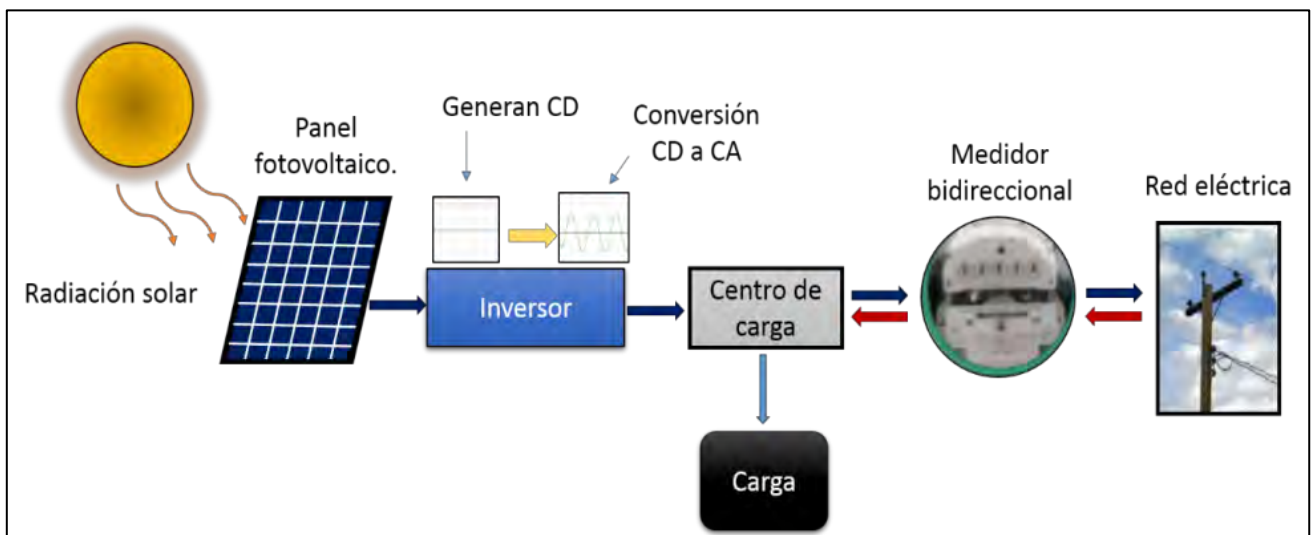 Radiación solar
Panel
fotovoltaico.
Generan CD
Conversión
CD a CA
Inversor
Centro de
carga
Carga
Medidor
bidireccional
Red eléctrica